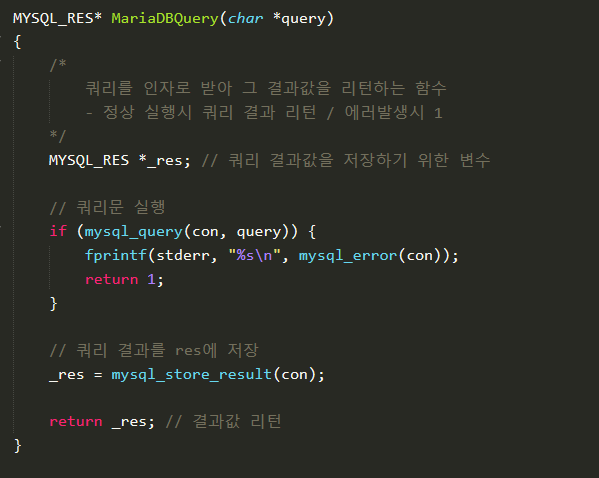 MYSQL_RES* MariaDBQuery(char *query)
{
    /*
        쿼리를 인자로 받아 그 결과값을 리턴하는 함수
        - 정상 실행시 쿼리 결과 리턴 / 에러발생시 1
    */
    MYSQL_RES *_res; // 쿼리 결과값을 저장하기 위한 변수

    // 쿼리문 실행
    if (mysql_query(con, query)) {
        fprintf(stderr, "%s\n", mysql_error(con));
        return 1;
    }

    // 쿼리 결과를 res에 저장
    _res = mysql_store_result(con);

    return _res; // 결과값 리턴
}